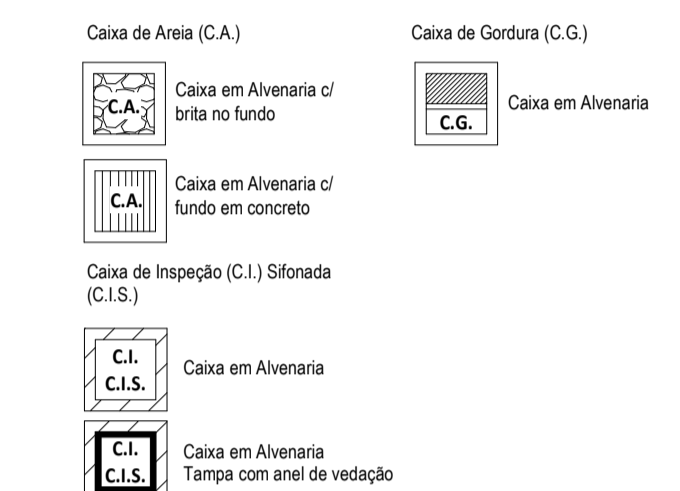 Caixa de Areia (C.A.)
C.A.
Caixa em Alvenaria c/
brita no fundo
C.A.
Caixa em Alvenaria c/
fundo em concreto
Caixa de Gordura (C.G.)
C.G.
Caixa em Alvenaria
Caixa de Inspeção (C.I.) Sifonada
(C.I.S.)
C.I.
C.I.S.
Caixa em Alvenaria
C.I.
C.I.S.
Caixa em Alvenaria
Tampa com anel de vedação